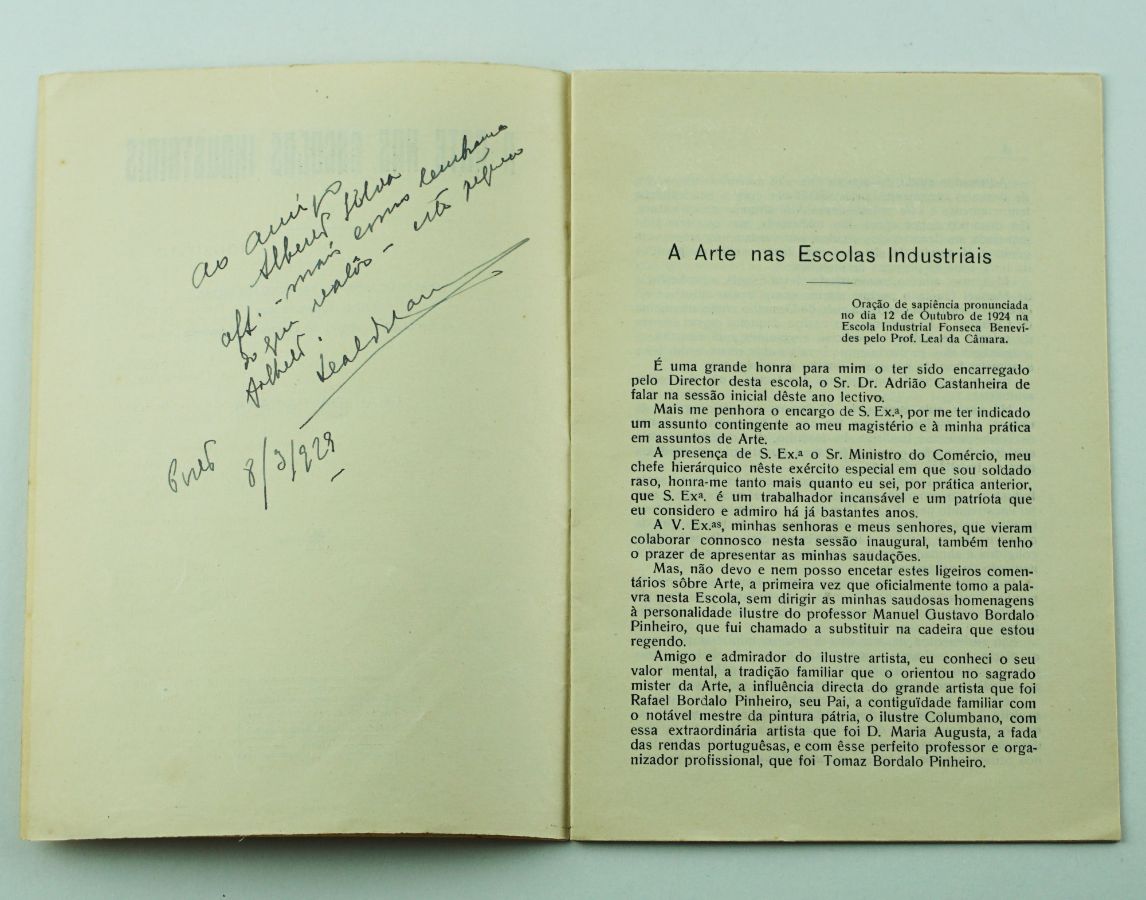 ao amigo
Alberto Silva
aft. - mais como lembrança
do que valôr - este
Leal da Camara
Porto 8/3/929
A Arte nas Escolas Industriais
Oração de sapiência pronunciada
no dia 12 de Outubro de 1924 na
Escola Industrial Fonseca Benevi-
des pelo Prof. Leal da Câmara.
É uma grande honra para mim o ter sido encarregado
pelo Director desta escola, o Sr. Dr. Adrião Castanheira de
falar na sessão inicial dêste ano lectivo.
Mais me penhora o encargo de S. Ex.ª, por me ter indicado
um assunto contingente ao meu magistério e à minha prática
em assuntos de Arte.
A presença de S. Ex.ª o Sr. Ministro do Comércio, meu
chefe hierárquico nêste exército especial em que sou soldado
raso, honra-me tanto mais quanto eu sei, por prática anterior,
que S. Exª. é um trabalhador incansável e um patríota que
eu considero e admiro há já bastantes anos.
A V. Ex.as, minhas senhoras e meus senhores, que vieram
colaborar connosco nesta sessão inaugural, também tenho
o prazer de apresentar as minhas saudações.
Mas, não devo e nem posso encetar estes ligeiros comen-
tários sôbre Arte, a primeira vez que oficialmente tomo a pala-
vra nesta Escola, sem dirigir as minhas saudosas homenagens
à personalidade ilustre do professor Manuel Gustavo Bordalo
Pinheiro, que fui chamado a substituir na cadeira que estou
regendo.
Amigo e admirador do ilustre artista, eu conheci o seu
valor mental, a tradição familiar que o orientou no sagrado
mister da Arte, a influência directa do grande artista que foi
Rafael Bordalo Pinheiro, seu Pai, a contiguïdade familiar com
o notável mestre da pintura pátria, o ilustre Columbano, com
essa extraordinária artista que foi D. Maria Augusta, a fada
das rendas portuguêsas, e com êsse perfeito professor e orga-
nizador profissional, que foi Tomaz Bordalo Pinheiro.